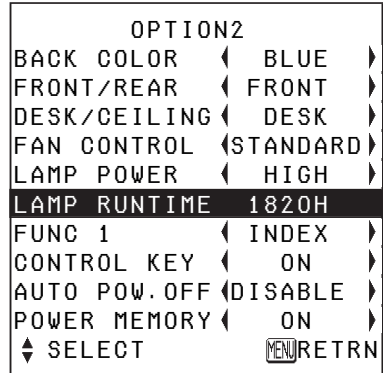 OPTION2
BACK COLOR BLUE
FRONT/REAR FRONT
DESK/CEILING DESK
FAN CONTROL STANDARD
LAMP POWER HIGH
LAMP RUNTIME 1820H
FUNC 1 INDEX
CONTROL KEY ON
AUTO POW.OFF DISABLE
POWER MEMORY ON
SELECT MENU RETRN